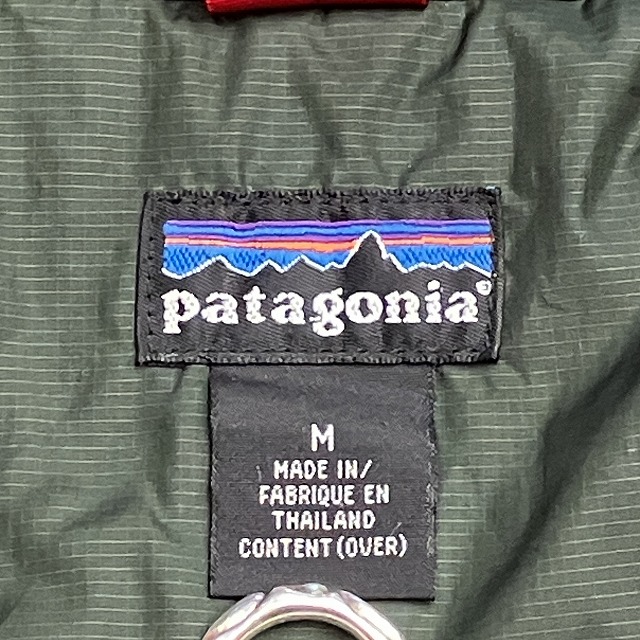 patagonia®
M
MADE IN/
FABRIQUE EN
THAILAND
CONTENT (OVER)